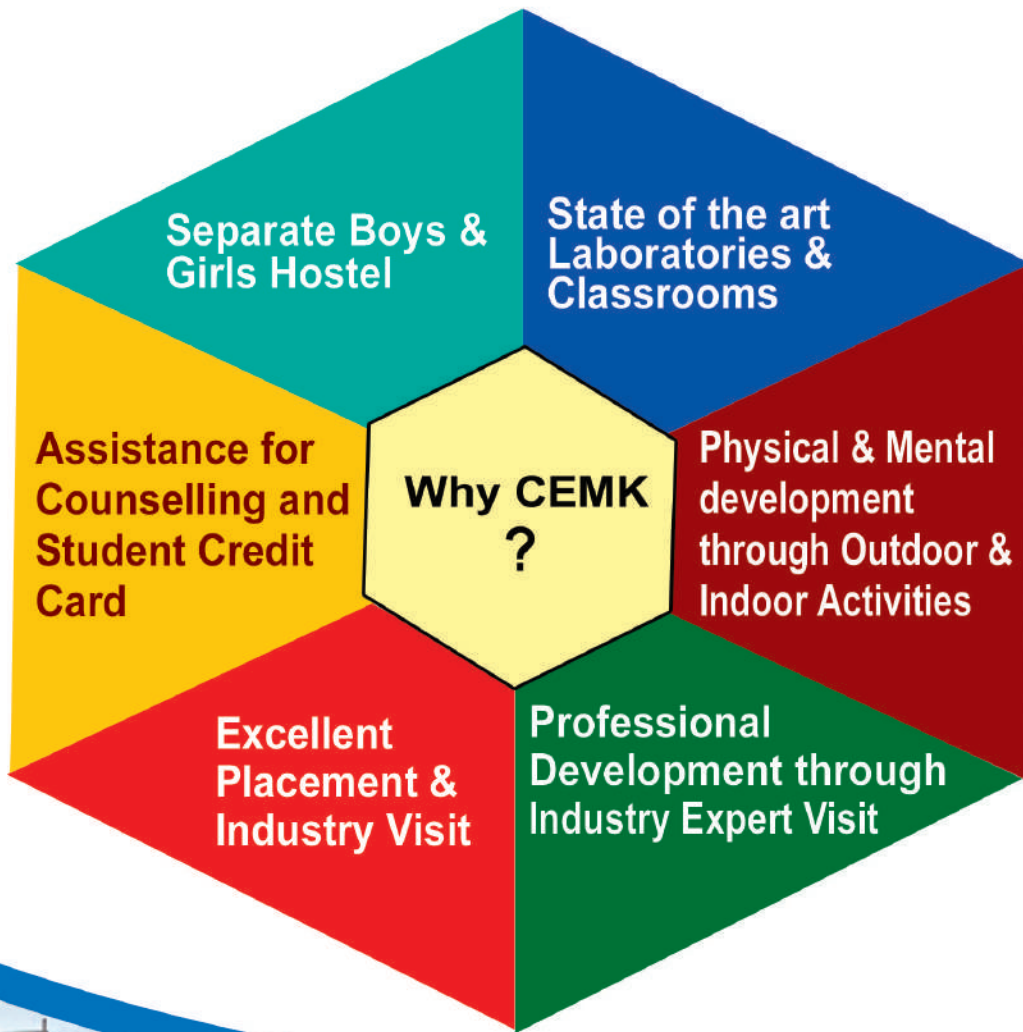 Separate Boys &
Girls Hostel
State of the art
Laboratories &
Classrooms
Assistance for
Counselling and
Student Credit
Card
Why CEMK
?
Physical & Mental
development
through Outdoor &
Indoor Activities
Excellent
Placement &
Industry Visit
Professional
Development through
Industry Expert Visit